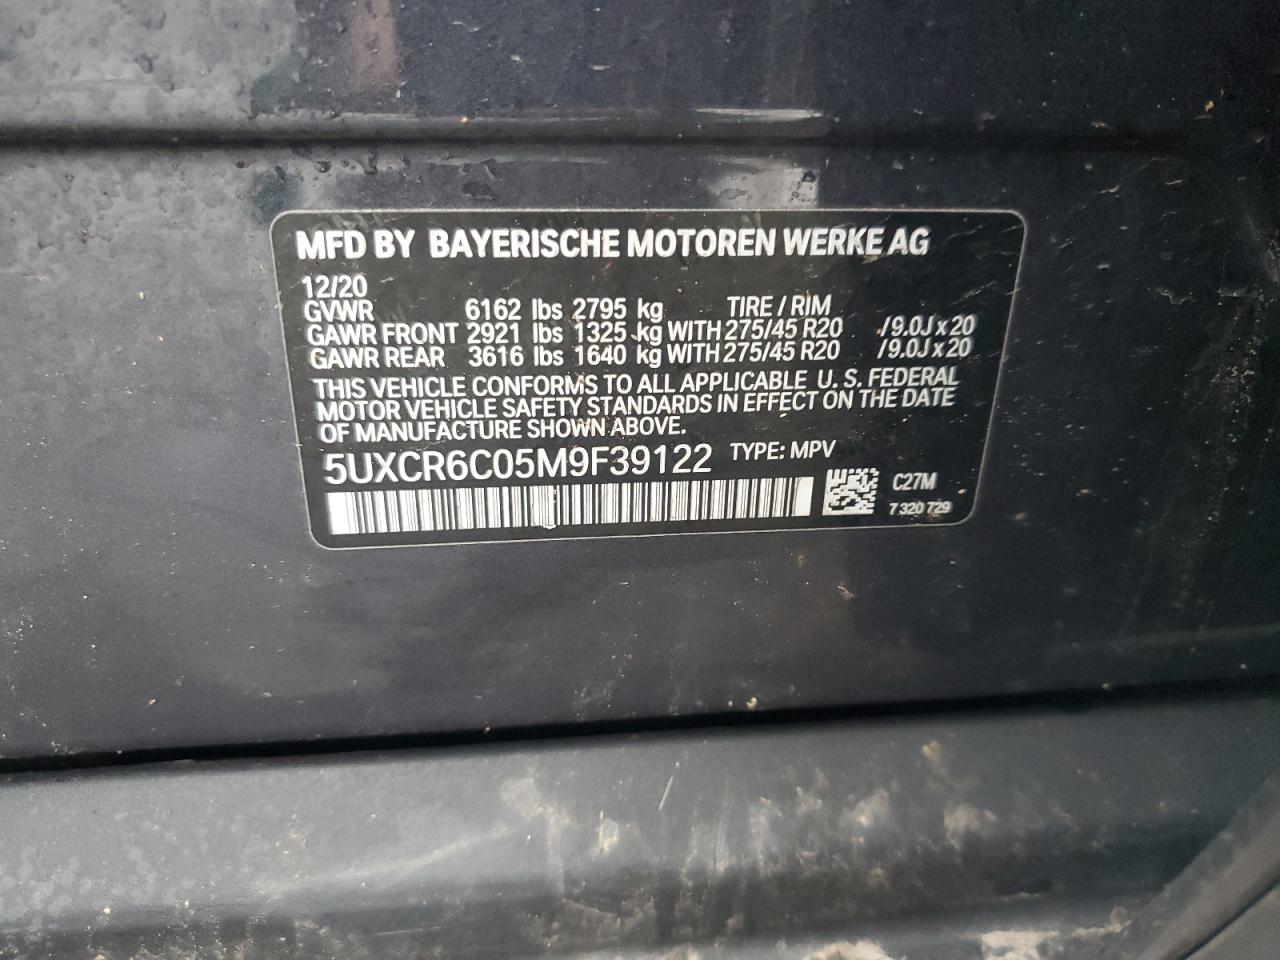 MFD BY BAYERISCHE MOTOREN WERKE AG
12/20
GVWR 6162 lbs 2795 kg TIRE / RIM
GAWR FRONT 2921 lbs 1325 kg WITH 275/45 R20 /9.0J x 20
GAWR REAR 3616 lbs 1640 kg WITH 275/45 R20 /9.0J x 20
THIS VEHICLE CONFORMS TO ALL APPLICABLE U. S. FEDERAL
MOTOR VEHICLE SAFETY STANDARDS IN EFFECT ON THE DATE
OF MANUFACTURE SHOWN ABOVE.
5UXCR6C05M9F39122 TYPE: MPV
C27M
7 320 729